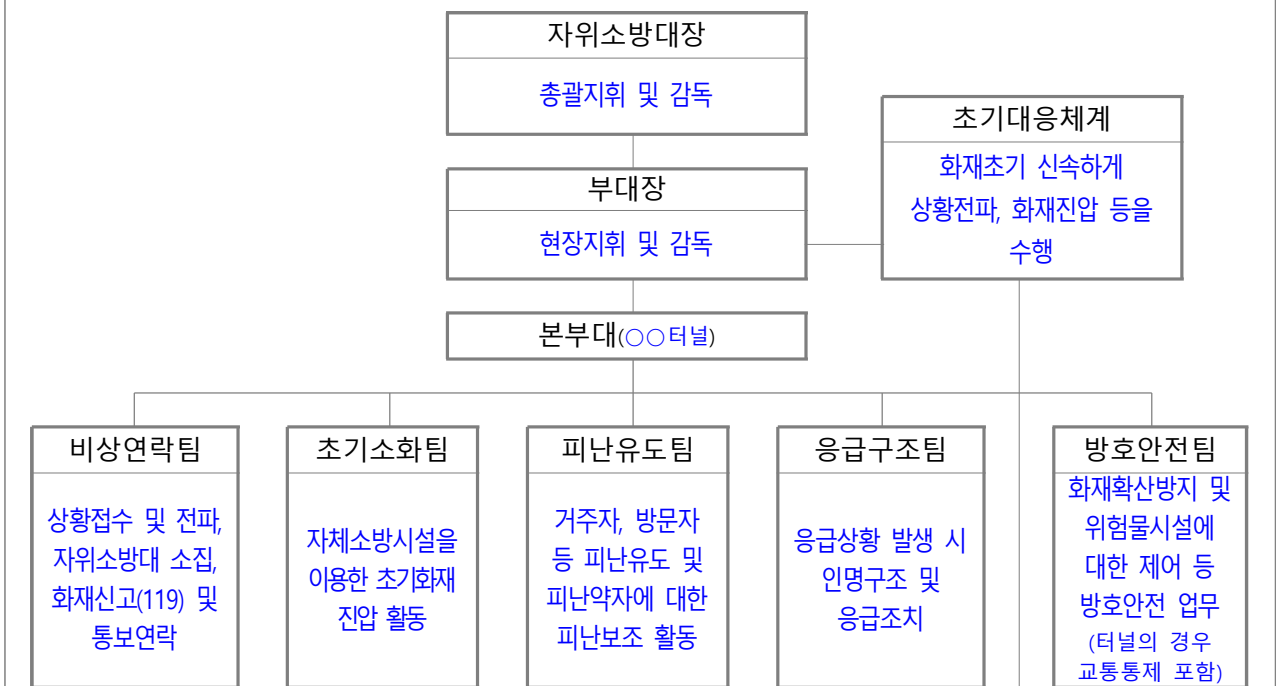 자위소방대장
총괄지휘 및 감독
초기대응체계
화재초기 신속하게
상황전파, 화재진압 등을
수행
부대장
현장지휘 및 감독
본부대(○○터널)
비상연락팀
상황접수 및 전파,
자위소방대 소집,
화재신고(119) 및
통보연락
초기소화팀
자체소방시설을
이용한 초기화재
진압 활동
피난유도팀
거주자, 방문자
등 피난유도 및
피난약자에 대한
피난보조 활동
응급구조팀
응급상황 발생 시
인명구조 및
응급조치
방호안전팀
화재확산방지 및
위험물시설에
대한 제어 등
방호안전 업무
(터널의 경우
교통통제 포함)